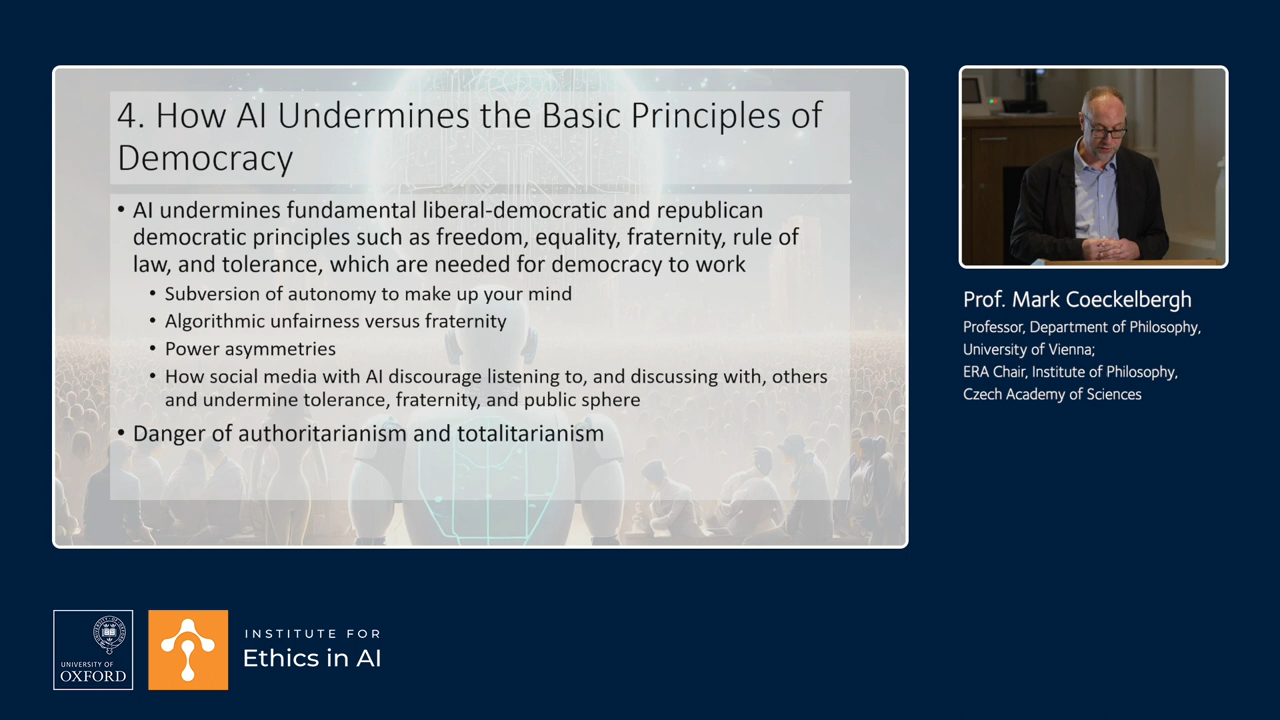 4. How AI Undermines the Basic Principles of
Democracy
• AI undermines fundamental liberal-democratic and republican
democratic principles such as freedom, equality, fraternity, rule of
law, and tolerance, which are needed for democracy to work
• Subversion of autonomy to make up your mind
• Algorithmic unfairness versus fraternity
• Power asymmetries
• How social media with AI discourage listening to, and discussing with, others
and undermine tolerance, fraternity, and public sphere
• Danger of authoritarianism and totalitarianism
Prof. Mark Coeckelbergh
Professor, Department of Philosophy,
University of Vienna;
ERA Chair, Institute of Philosophy,
Czech Academy of Sciences
UNIVERSITY OF
OXFORD
INSTITUTE FOR
Ethics in AI